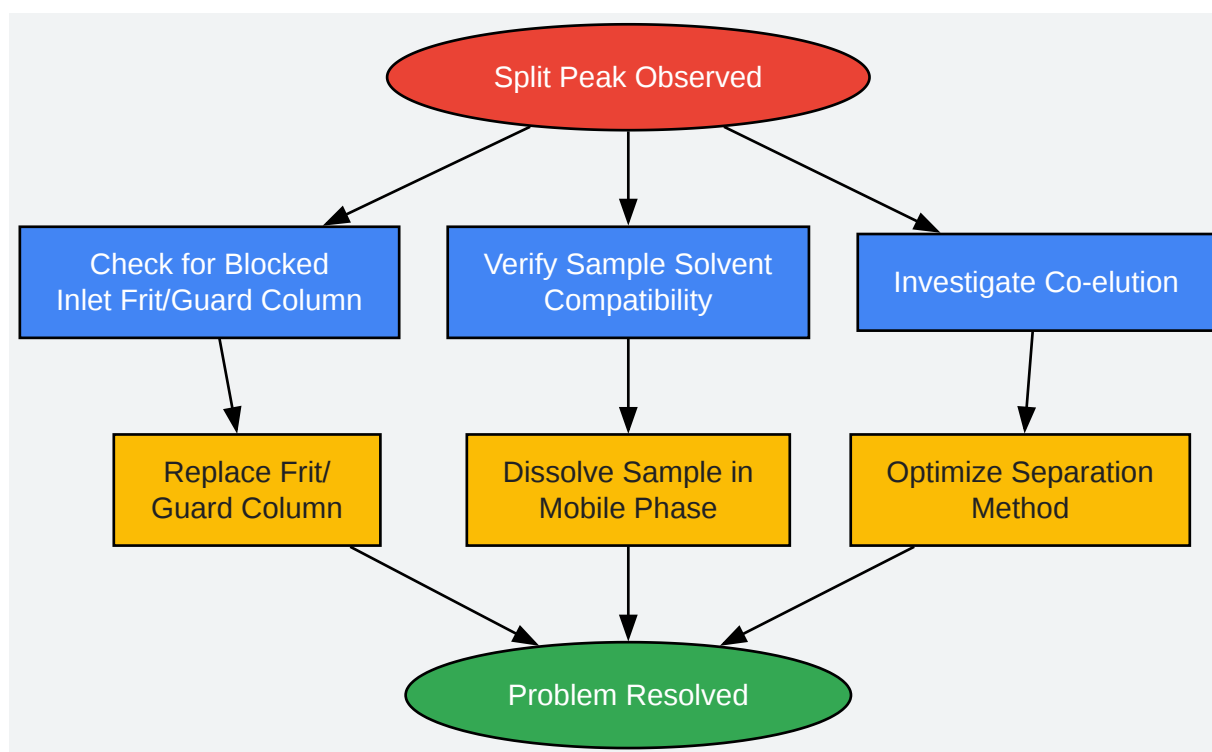 Split Peak Observed
Check for Blocked
Inlet Frit/Guard Column
Verify Sample Solvent
Compatibility
Investigate Co-elution
Replace Frit/
Guard Column
Dissolve Sample in
Mobile Phase
Optimize Separation
Method
Problem Resolved